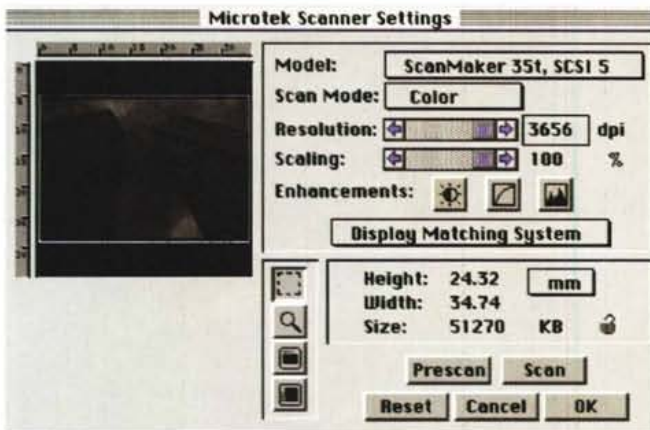 Microtek Scanner Settings
Model: ScanMaker 35t, SCSI 5
Scan Mode: Color
Resolution: 3656 dpi
Scaling: 100 %
Enhancements:
Display Matching System
Height: 24.32 mm
Width: 34.74
Size: 51270 KB
Prescan Scan
Reset Cancel OK